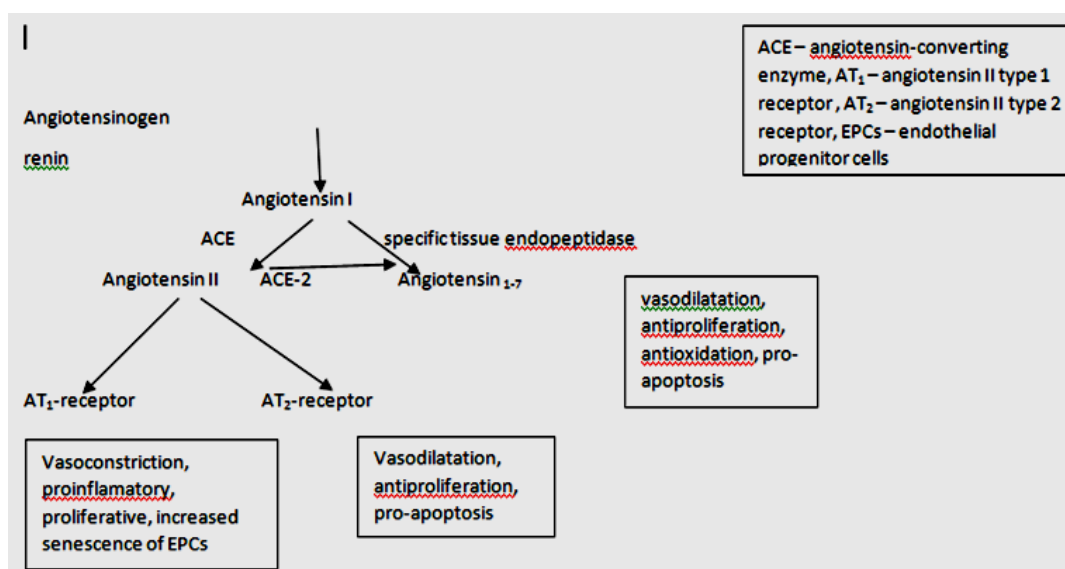 ACE – angiotensin-converting
enzyme, AT₁ – angiotensin II type 1
receptor , AT₂ – angiotensin II type 2
receptor, EPCs – endothelial
progenitor cells
Angiotensinogen
renin
Angiotensin I
ACE specific tissue endopeptidase
Angiotensin II ACE-2 Angiotensin ₁₋₇
vasodilatation,
antiproliferation,
antioxidation, pro-
apoptosis
AT₁-receptor AT₂-receptor
Vasoconstriction,
proinflamatory,
proliferative, increased
senescence of EPCs
Vasodilatation,
antiproliferation,
pro-apoptosis